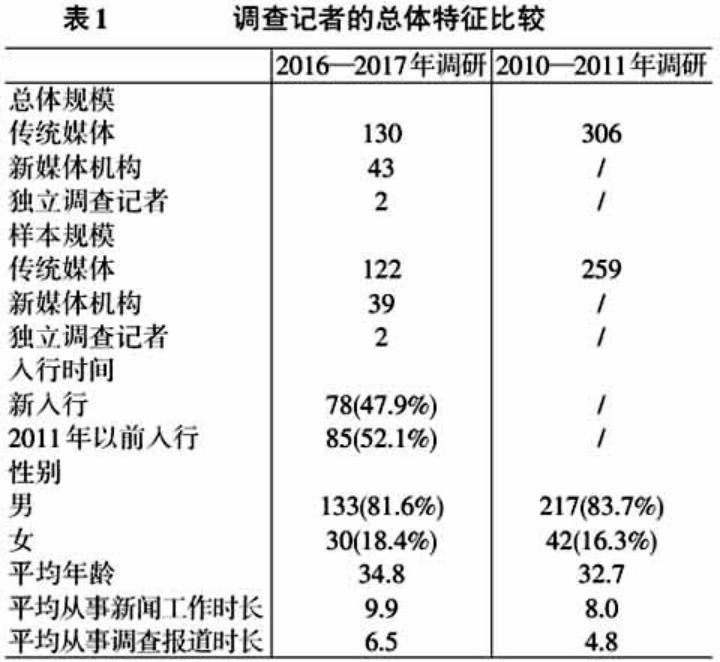 表1 调查记者的总体特征比较
2016—2017年调研 2010—2011年调研
总体规模
传统媒体 130 306
新媒体机构 43 /
独立调查记者 2 /
样本规模
传统媒体 122 259
新媒体机构 39 /
独立调查记者 2 /
入行时间
新入行 78(47.9%) /
2011年以前入行 85(52.1%) /
性别
男 133(81.6%) 217(83.7%)
女 30(18.4%) 42(16.3%)
平均年龄 34.8 32.7
平均从事新闻工作时长 9.9 8.0
平均从事调查报道时长 6.5 4.8